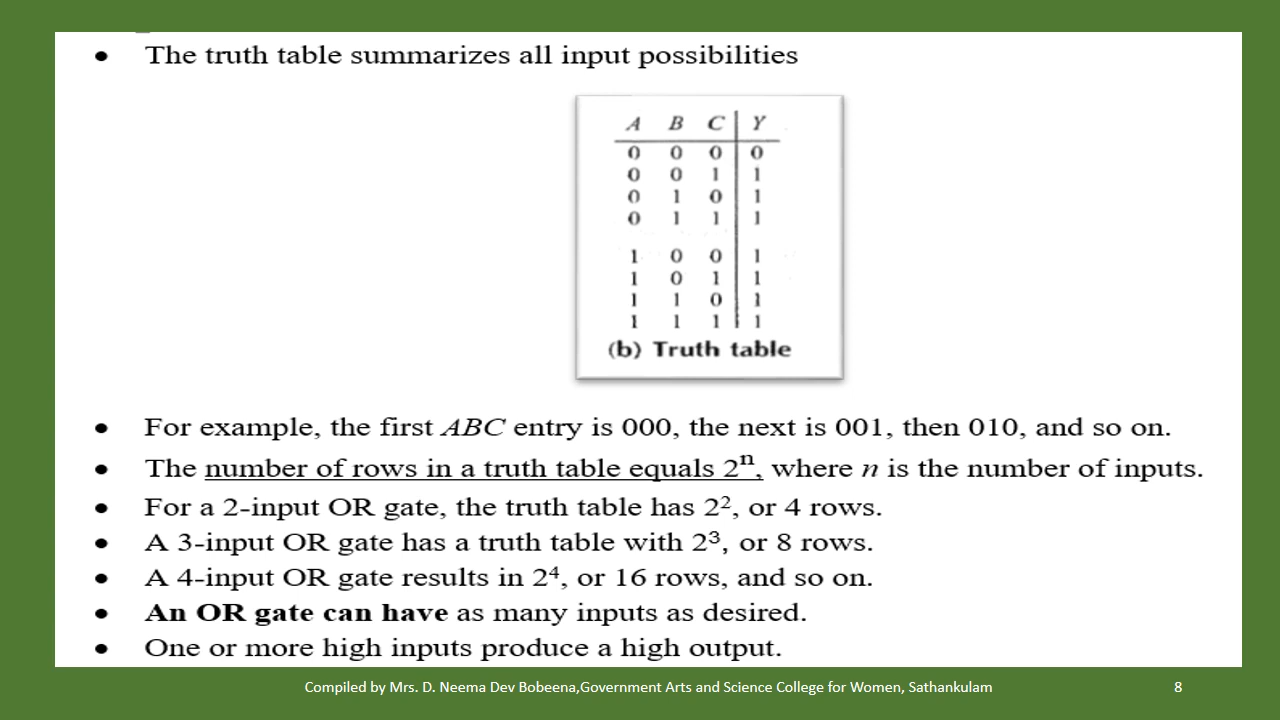 • The truth table summarizes all input possibilities
A B C Y
0 0 0 0
0 0 1 1
0 1 0 1
0 1 1 1
1 0 0 1
1 0 1 1
1 1 0 1
1 1 1 1
(b) Truth table
• For example, the first ABC entry is 000, the next is 001, then 010, and so on.
• The number of rows in a truth table equals 2ⁿ, where n is the number of inputs.
• For a 2-input OR gate, the truth table has 2², or 4 rows.
• A 3-input OR gate has a truth table with 2³, or 8 rows.
• A 4-input OR gate results in 2⁴, or 16 rows, and so on.
• An OR gate can have as many inputs as desired.
• One or more high inputs produce a high output.
Compiled by Mrs. D. Neema Dev Bobeena,Government Arts and Science College for Women, Sathankulam 8